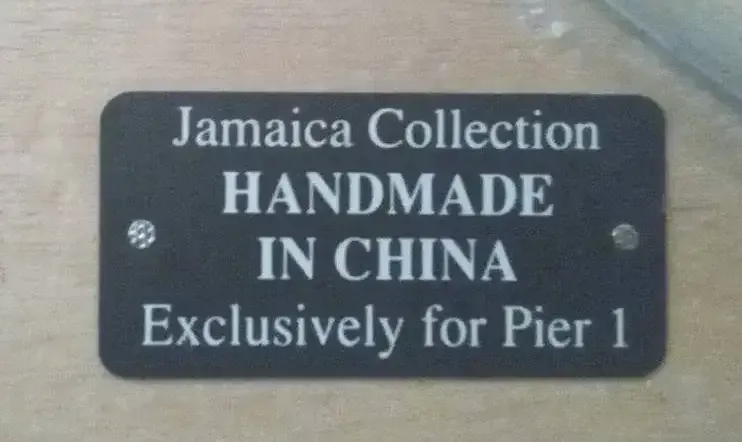 Jamaica Collection
HANDMADE
IN CHINA
Exclusively for Pier 1